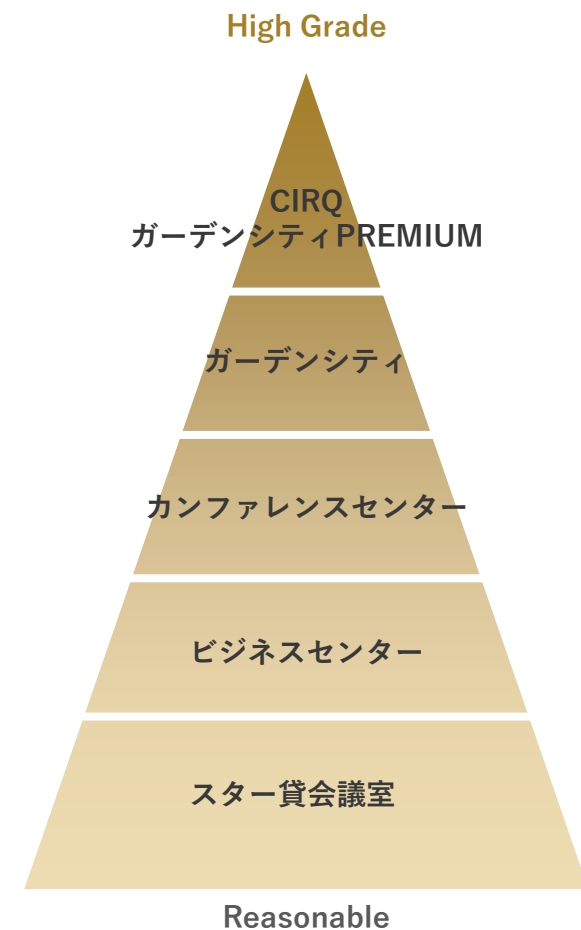 High Grade
CIRQ
ガーデンシティPREMIUM
ガーデンシティ
カンファレンスセンター
ビジネスセンター
スター貸会議室
Reasonable